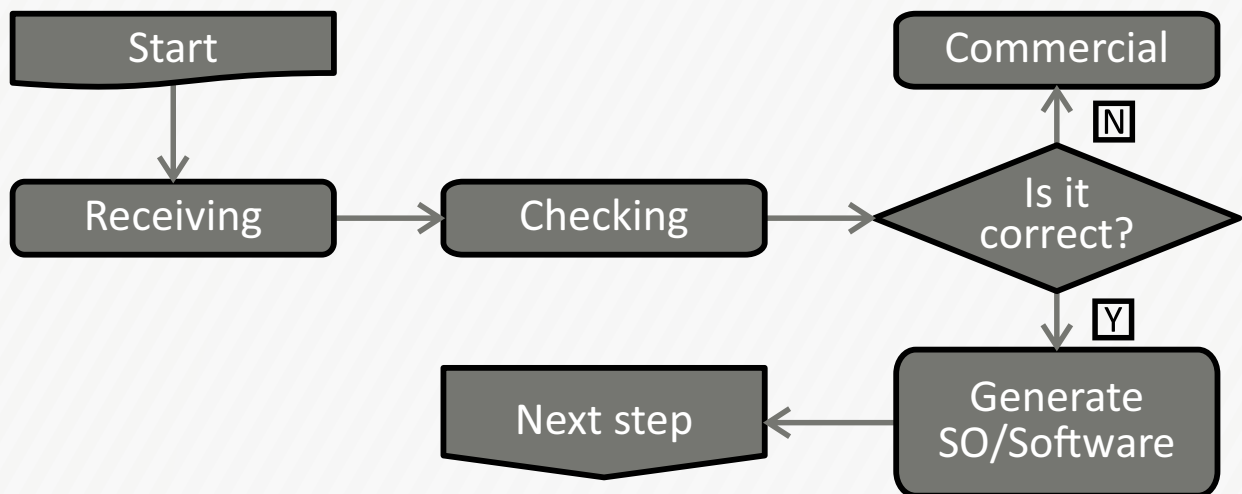 Start
Commercial
N
Receiving
Checking
Is it
correct?
Y
Next step
Generate
SO/Software